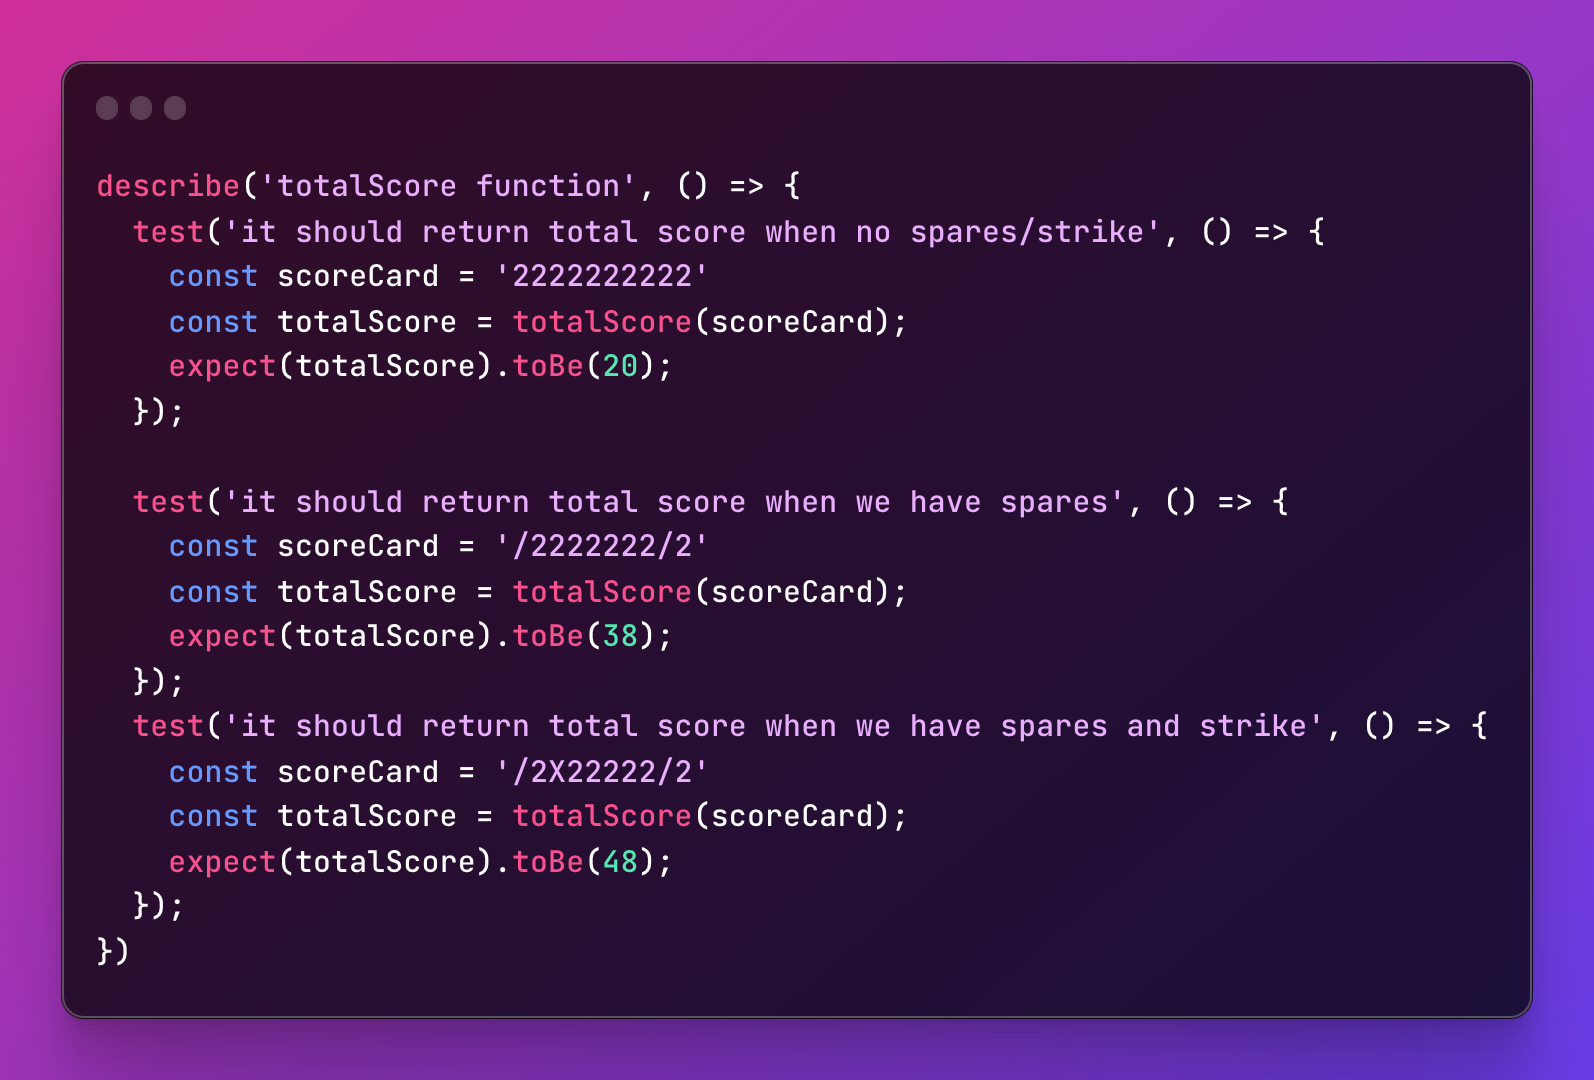 describe('totalScore function', () => {
  test('it should return total score when no spares/strike', () => {
    const scoreCard = '2222222222'
    const totalScore = totalScore(scoreCard);
    expect(totalScore).toBe(20);
  });

  test('it should return total score when we have spares', () => {
    const scoreCard = '/2222222/2'
    const totalScore = totalScore(scoreCard);
    expect(totalScore).toBe(38);
  });
  test('it should return total score when we have spares and strike', () => {
    const scoreCard = '/2X22222/2'
    const totalScore = totalScore(scoreCard);
    expect(totalScore).toBe(48);
  });
})